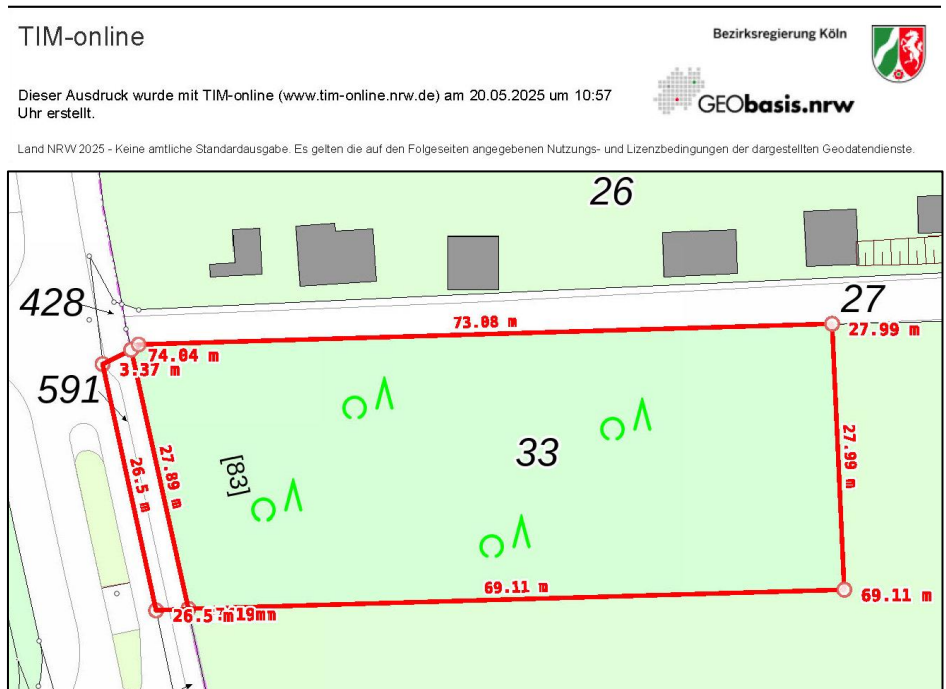 TIM-online
Bezirksregierung Köln
Dieser Ausdruck wurde mit TIM-online (www.tim-online.nrw.de) am 20.05.2025 um 10:57
Uhr erstellt.
GEObasis.nrw
Land NRW 2025 - Keine amtliche Standardausgabe. Es gelten die auf den Folgeseiten angegebenen Nutzungs- und Lizenzbedingungen der dargestellten Geodatendienste.
26
428
27
73.08 m
27.99 m
74.04 m
3.37 m
591
33
27.89 m
26.5 m
[83]
27.99 m
69.11 m
69.11 m
26.5 m